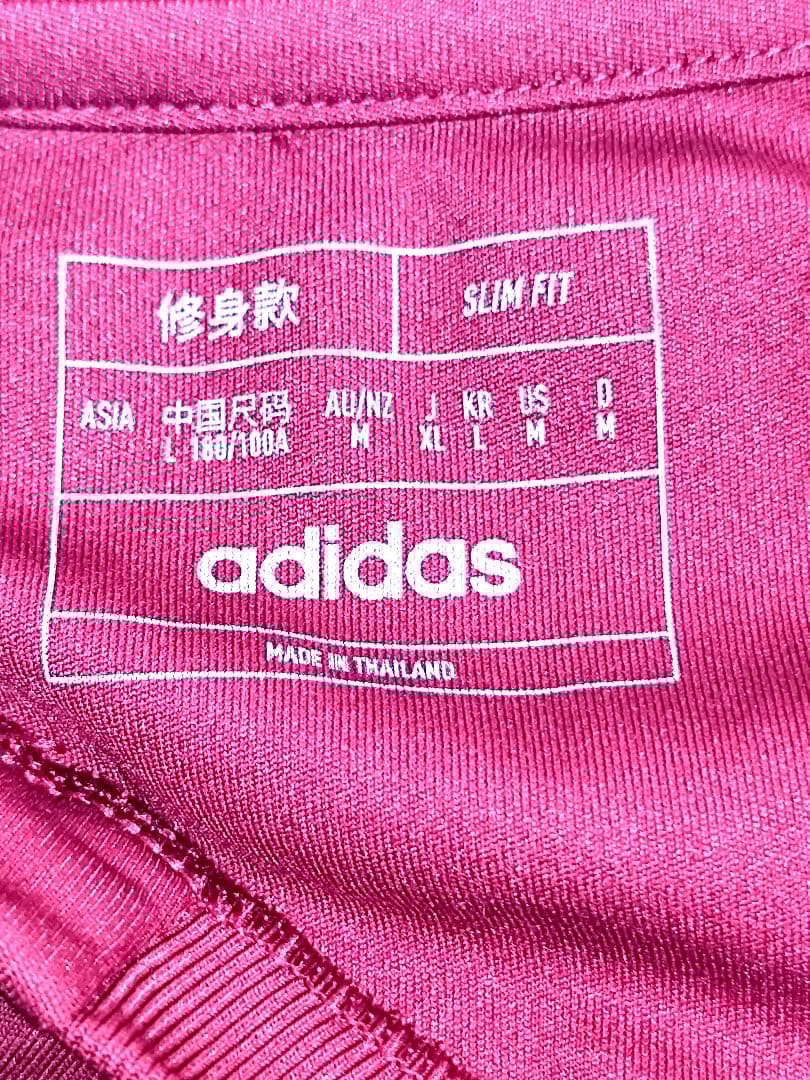 修身款 SLIM FIT
ASIA 中国尺码 AU/NZ J KR US D
L 180/100A M XL L M M
adidas
MADE IN THAILAND